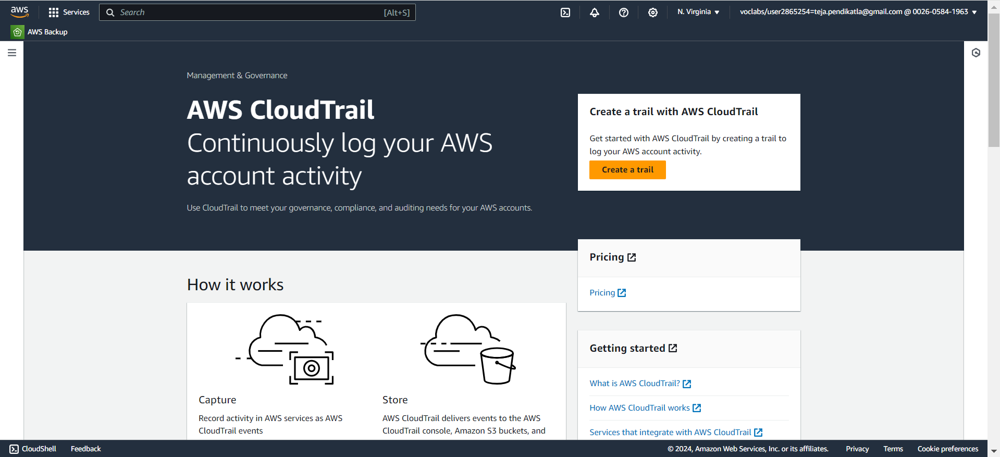 aws
Services
Search
[Alt+S]
N. Virginia
voclabs/user2865254=teja.pendikatla@gmail.com @ 0026-0584-1963
AWS Backup
Management & Governance
AWS CloudTrail
Continuously log your AWS
account activity
Use CloudTrail to meet your governance, compliance, and auditing needs for your AWS accounts.
Create a trail with AWS CloudTrail
Get started with AWS CloudTrail by creating a trail to
log your AWS account activity.
Create a trail
Pricing
Pricing
How it works
Capture
Record activity in AWS services as AWS
CloudTrail events
Store
AWS CloudTrail delivers events to the AWS
CloudTrail console, Amazon S3 buckets, and
Getting started
What is AWS CloudTrail?
How AWS CloudTrail works
Services that integrate with AWS CloudTrail
CloudShell
Feedback
© 2024, Amazon Web Services, Inc. or its affiliates.
Privacy
Terms
Cookie preferences